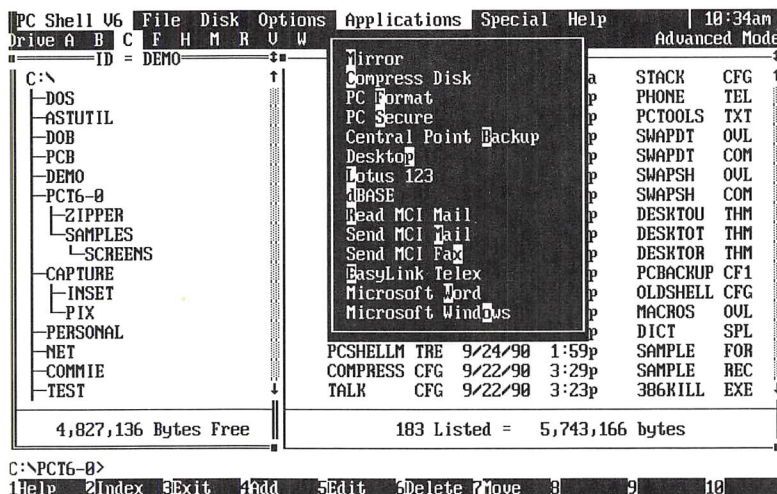 PC Shell V6 File Disk Options Applications Special Help 10:34am
Drive A B C F H M R U W Advanced Mode
ID = DEMO
C:\
DOS
ASTUTIL
DOB
PCB
DEMO
PCT6-0
ZIPPER
SAMPLES
SCREENS
CAPTURE
INSET
PIX
PERSONAL
NET
COMMIE
TEST
Mirror
Compress Disk
PC Format
PC Secure
Central Point Backup
Desktop
Lotus 123
dBASE
Read MCI Mail
Send MCI Mail
Send MCI Fax
EasyLink Telex
Microsoft Word
Microsoft Windows
a STACK CFG
p PHONE TEL
p PCTOOLS TXT
p SWAPDT OVL
p SWAPDT COM
p SWAPSH OVL
p SWAPSH COM
p DESKTOU THM
p DESKTOT THM
p DESKTOR THM
p PCBACKUP CF1
p OLDSHELL CFG
p MACROS OVL
p DICT SPL
PCSHELLM TRE 9/24/90 1:59p SAMPLE FOR
COMPRESS CFG 9/22/90 3:29p SAMPLE REC
TALK CFG 9/22/90 3:23p 386KILL EXE
4,827,136 Bytes Free
183 Listed = 5,743,166 bytes
C:\PCT6-0>
1Help 2Index 3Exit 4Add 5Edit 6Delete 7Move 8 9 10